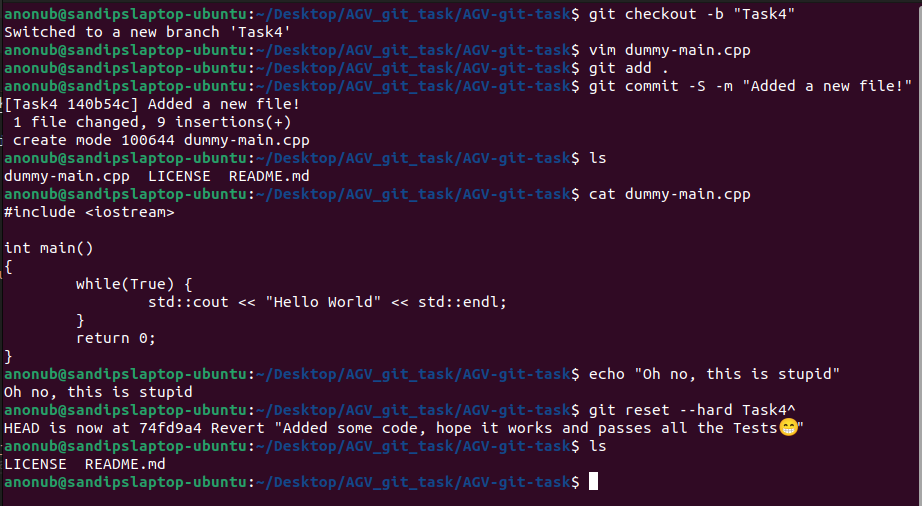 anonub@sandipslaptop-ubuntu:~/Desktop/AGV_git_task/AGV-git-task$ git checkout -b "Task4"
Switched to a new branch 'Task4'
anonub@sandipslaptop-ubuntu:~/Desktop/AGV_git_task/AGV-git-task$ vim dummy-main.cpp
anonub@sandipslaptop-ubuntu:~/Desktop/AGV_git_task/AGV-git-task$ git add .
anonub@sandipslaptop-ubuntu:~/Desktop/AGV_git_task/AGV-git-task$ git commit -S -m "Added a new file!"
[Task4 140b54c] Added a new file!
 1 file changed, 9 insertions(+)
 create mode 100644 dummy-main.cpp
anonub@sandipslaptop-ubuntu:~/Desktop/AGV_git_task/AGV-git-task$ ls
dummy-main.cpp  LICENSE  README.md
anonub@sandipslaptop-ubuntu:~/Desktop/AGV_git_task/AGV-git-task$ cat dummy-main.cpp
#include <iostream>

int main()
{
        while(True) {
                std::cout << "Hello World" << std::endl;
        }
        return 0;
}
anonub@sandipslaptop-ubuntu:~/Desktop/AGV_git_task/AGV-git-task$ echo "Oh no, this is stupid"
Oh no, this is stupid
anonub@sandipslaptop-ubuntu:~/Desktop/AGV_git_task/AGV-git-task$ git reset --hard Task4^
HEAD is now at 74fd9a4 Revert "Added some code, hope it works and passes all the Tests😁"
anonub@sandipslaptop-ubuntu:~/Desktop/AGV_git_task/AGV-git-task$ ls
LICENSE  README.md
anonub@sandipslaptop-ubuntu:~/Desktop/AGV_git_task/AGV-git-task$